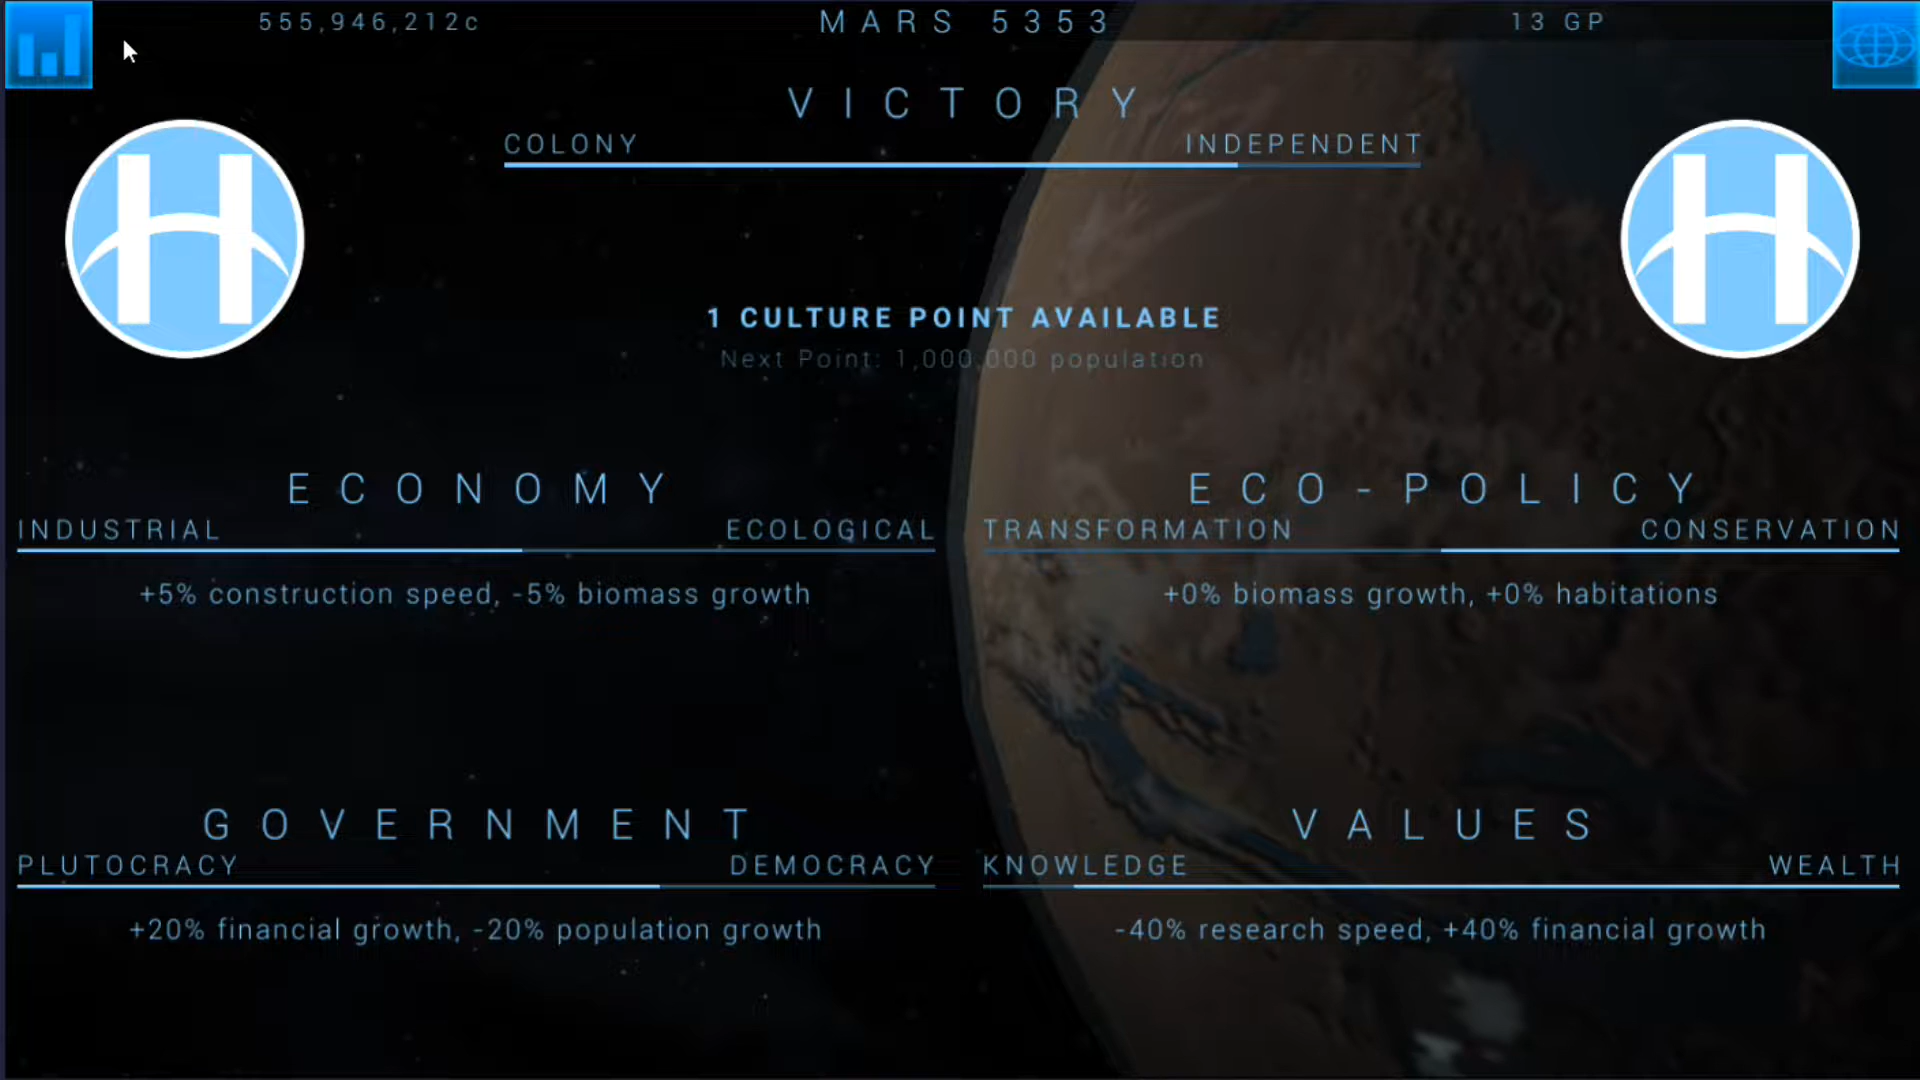 555,946,212c
MARS 5353
13 GP
VICTORY
COLONY
INDEPENDENT
1 CULTURE POINT AVAILABLE
Next Point: 1,000,000 population
ECONOMY
INDUSTRIAL
ECOLOGICAL
+5% construction speed, -5% biomass growth
ECO-POLICY
TRANSFORMATION
CONSERVATION
+0% biomass growth, +0% habitations
GOVERNMENT
PLUTOCRACY
DEMOCRACY
+20% financial growth, -20% population growth
VALUES
KNOWLEDGE
WEALTH
-40% research speed, +40% financial growth